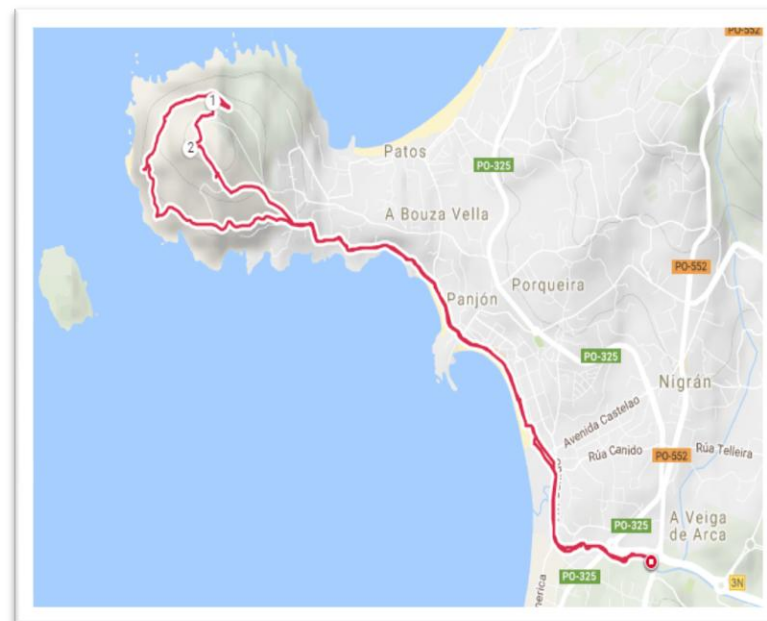 PO-552
1
2
Patos
PO-325
A Bouza Vella
PO-552
Porqueira
Panjón
PO-325
Nigrán
Avenida Castelao
Rúa Canido
Rúa Telleira
PO-552
A Veiga
de Arca
PO-325
PO-325
3N
merica